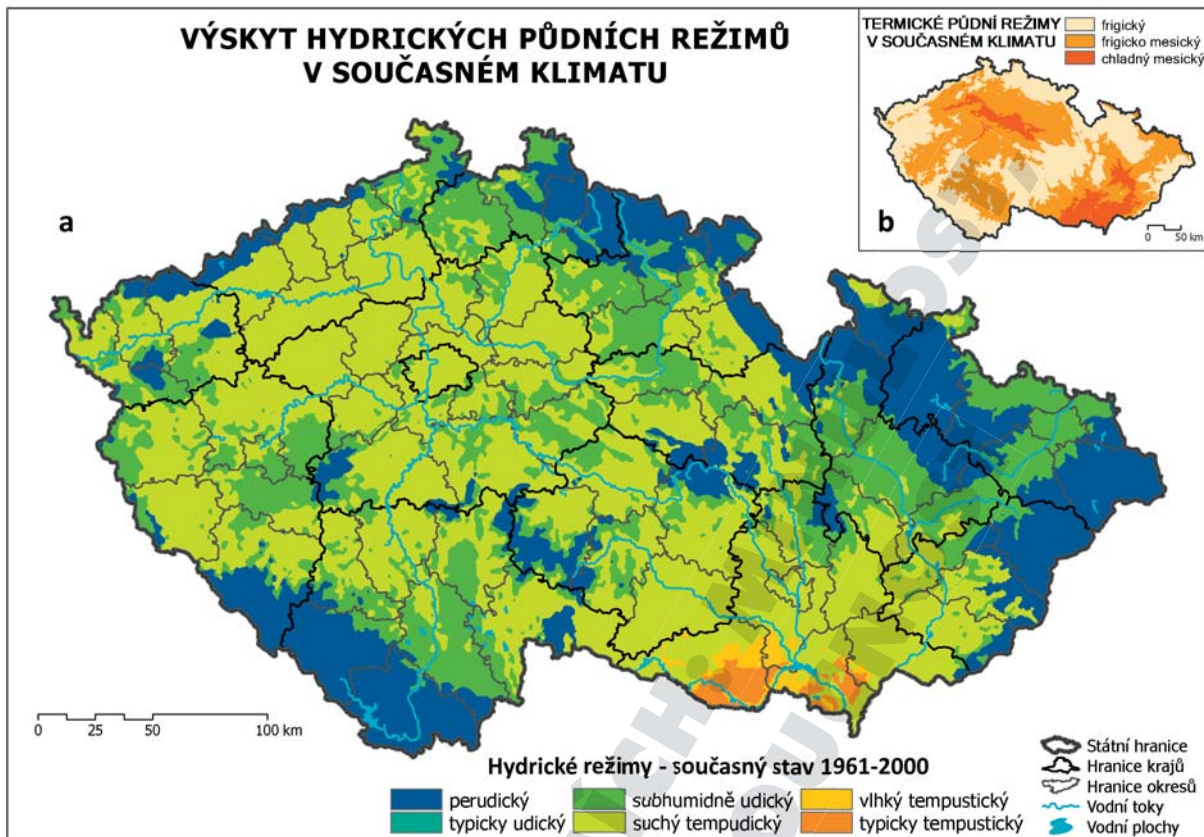 VÝSKYT HYDRICKÝCH PŮDNÍCH REŽIMŮ
V SOUČASNÉM KLIMATU
TERMICKÉ PŮDNÍ REŽIMY
V SOUČASNÉM KLIMATU
frigický
frigicko mesický
chladný mesický
a
b
0 50 km
0 25 50 100 km
Hydrické režimy - současný stav 1961-2000
perudický
subhumidně udický
vlhký tempustický
typicky udický
suchý tempudický
typicky tempustický
Státní hranice
Hranice krajů
Hranice okresů
Vodní toky
Vodní plochy